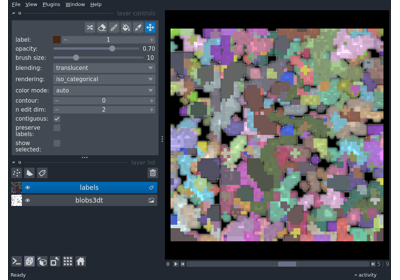 File View Plugins Window Help
layer controls
label: 1
opacity: 0.70
brush size: 10
blending: translucent
rendering: iso_categorical
color mode: auto
contour: 0
n edit dim: 2
contiguous:
preserve
labels:
show
selected:
layer list
labels
blobs3dt
Ready
activity